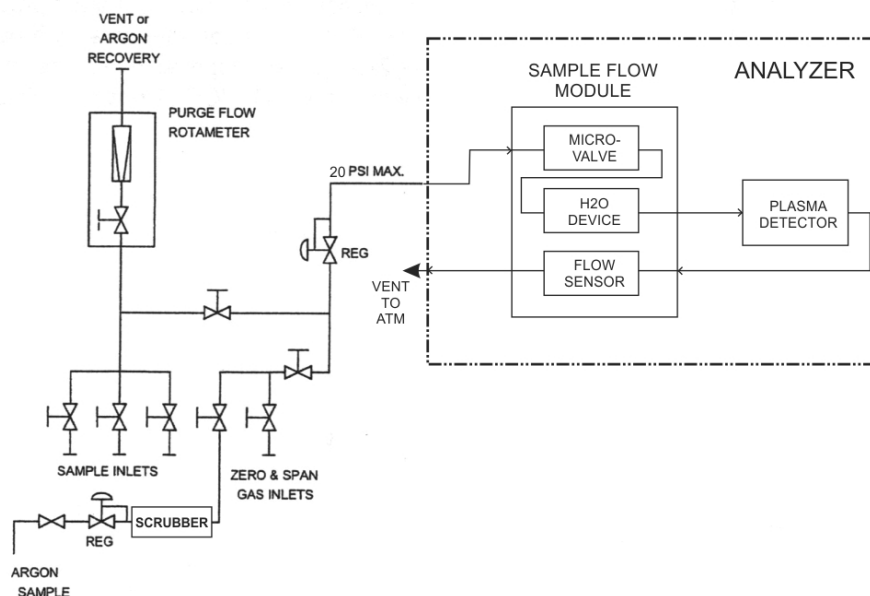 VENT or
ARGON
RECOVERY
PURGE FLOW
ROTAMETER
20 PSI MAX.
REG
SAMPLE INLETS
ZERO & SPAN
GAS INLETS
SCRUBBER
REG
ARGON
SAMPLE
ANALYZER
SAMPLE FLOW
MODULE
MICRO-
VALVE
H2O
DEVICE
PLASMA
DETECTOR
FLOW
SENSOR
VENT
TO
ATM